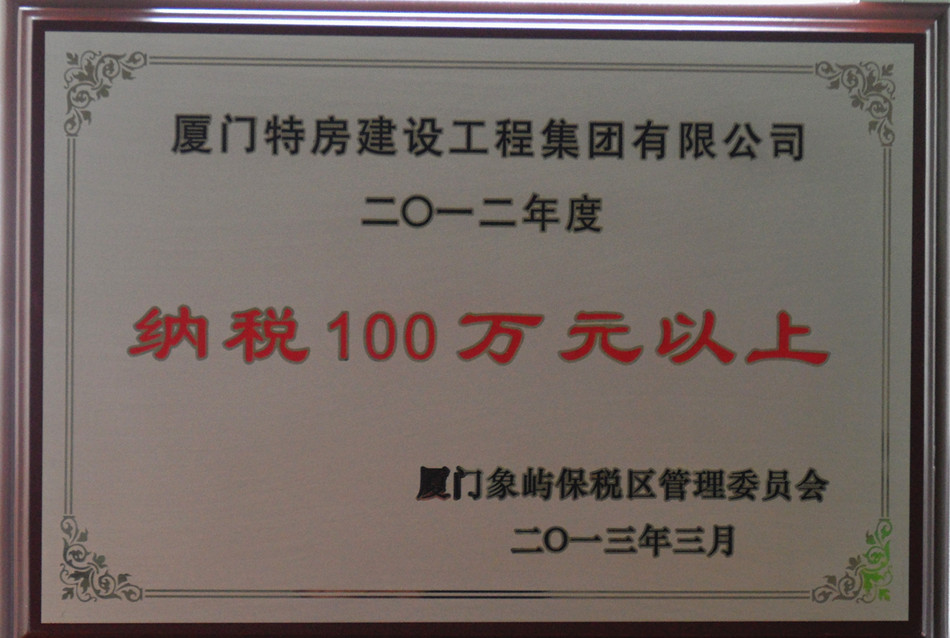 厦门特房建设工程集团有限公司
二〇一二年度
纳税100万元以上
厦门象屿保税区管理委员会
二〇一三年三月